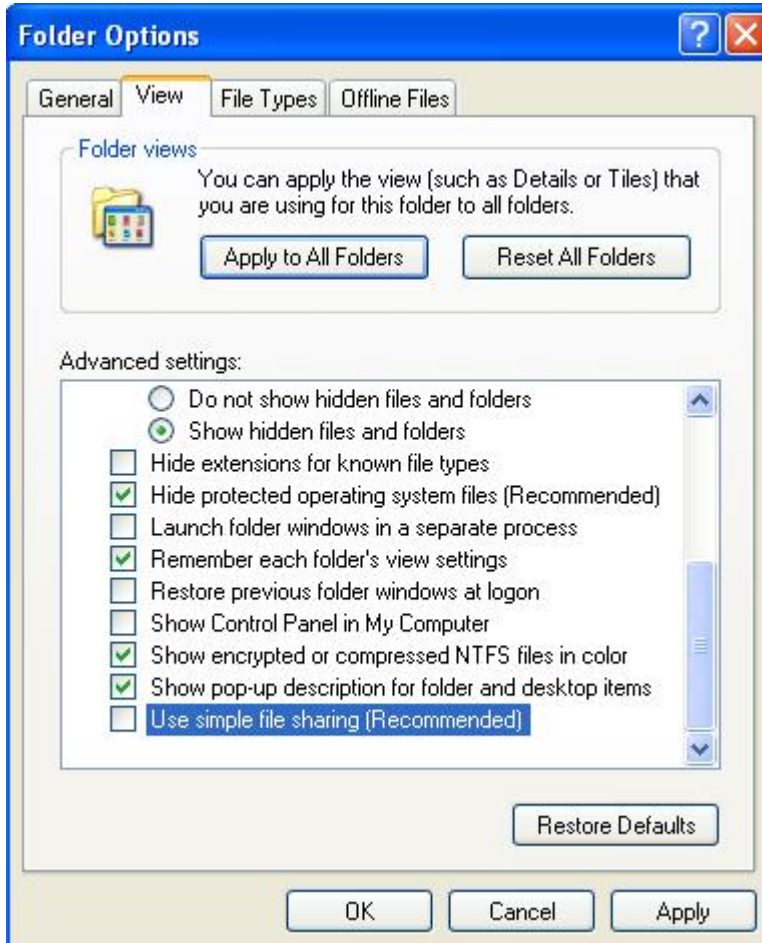 Folder Options
General
View
File Types
Offline Files
Folder views
You can apply the view (such as Details or Tiles) that
you are using for this folder to all folders.
Apply to All Folders
Reset All Folders
Advanced settings:
Do not show hidden files and folders
Show hidden files and folders
Hide extensions for known file types
Hide protected operating system files (Recommended)
Launch folder windows in a separate process
Remember each folder's view settings
Restore previous folder windows at logon
Show Control Panel in My Computer
Show encrypted or compressed NTFS files in color
Show pop-up description for folder and desktop items
Use simple file sharing (Recommended)
Restore Defaults
OK
Cancel
Apply